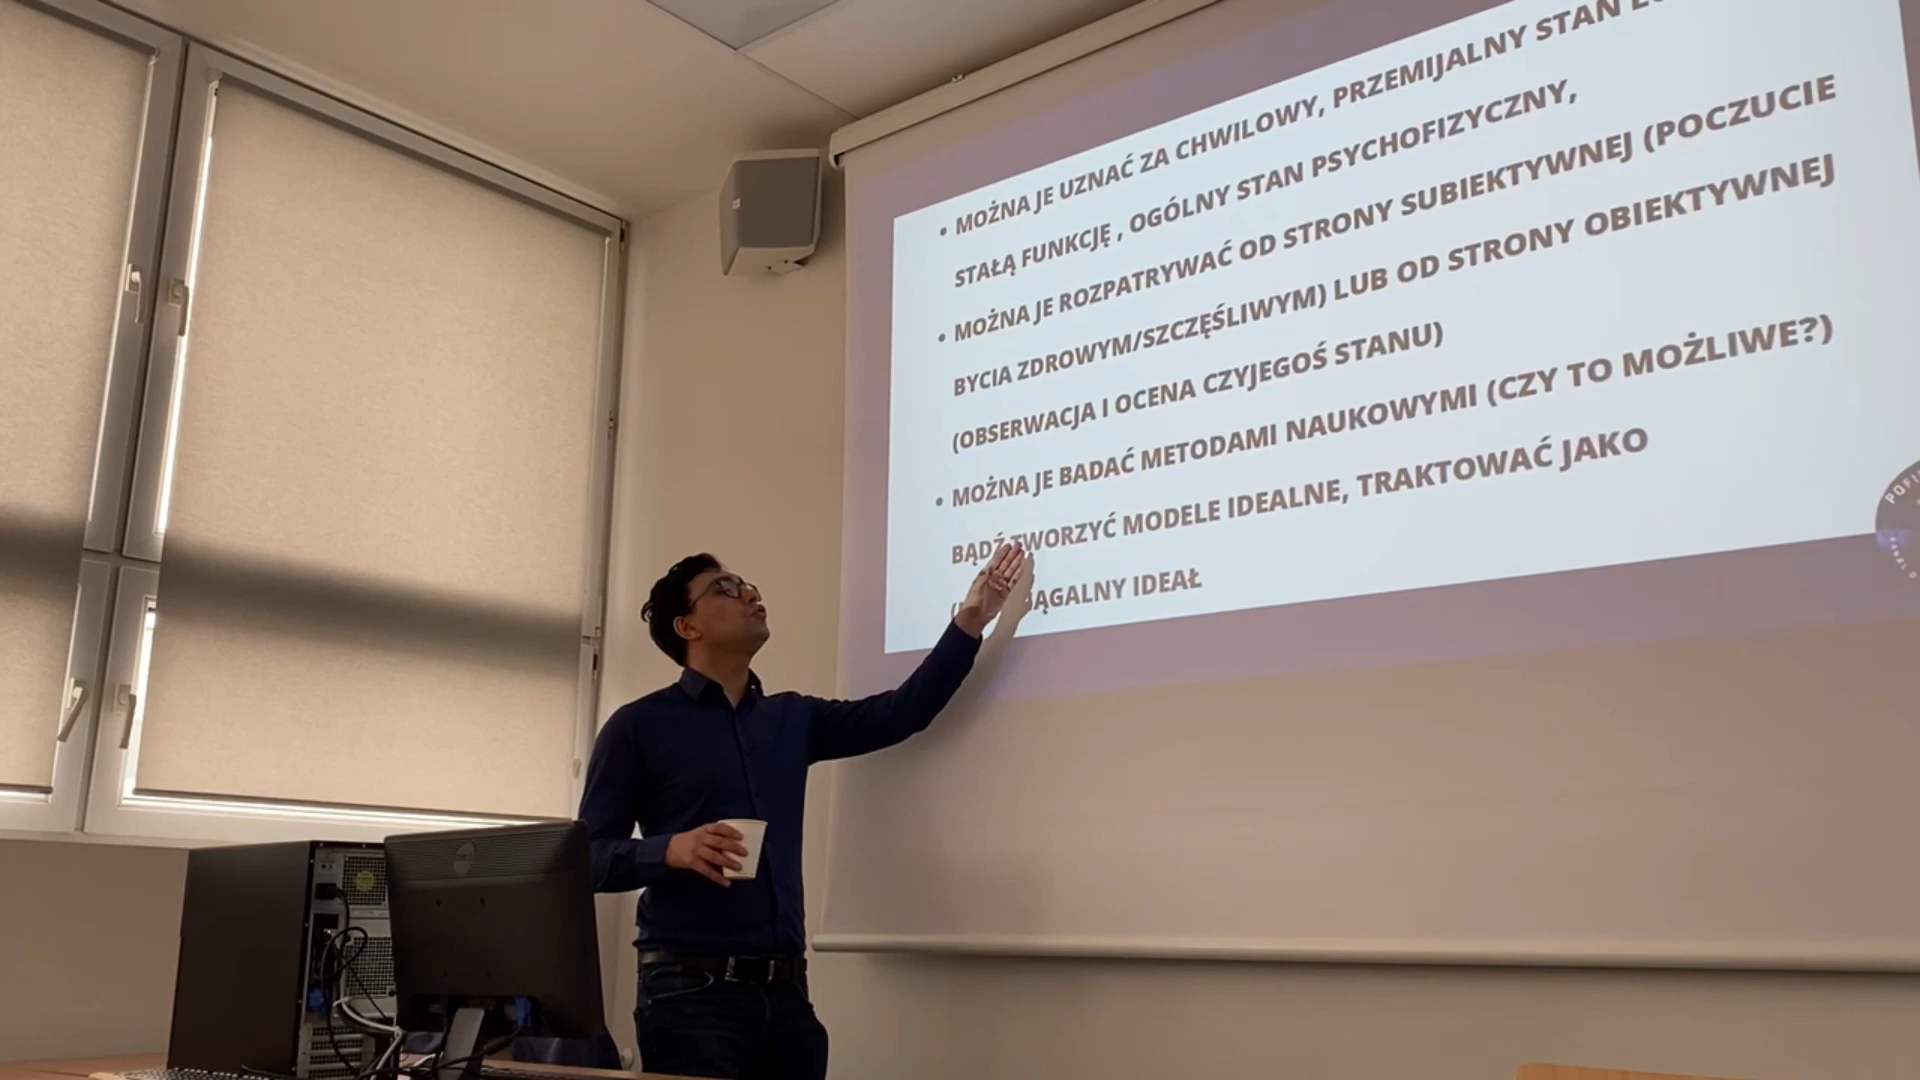 • MOŻNA JE UZNAĆ ZA CHWILOWY, PRZEMIJALNY STAN
STAŁĄ FUNKCJĘ , OGÓLNY STAN PSYCHOFIZYCZNY,
• MOŻNA JE ROZPATRYWAĆ OD STRONY SUBIEKTYWNEJ (POCZUCIE
BYCIA ZDROWYM/SZCZĘŚLIWYM) LUB OD STRONY OBIEKTYWNEJ
(OBSERWACJA I OCENA CZYJEGOŚ STANU)
• MOŻNA JE BADAĆ METODAMI NAUKOWYMI (CZY TO MOŻLIWE?)
BĄDŹ TWORZYĆ MODELE IDEALNE, TRAKTOWAĆ JAKO
IDEAŁ